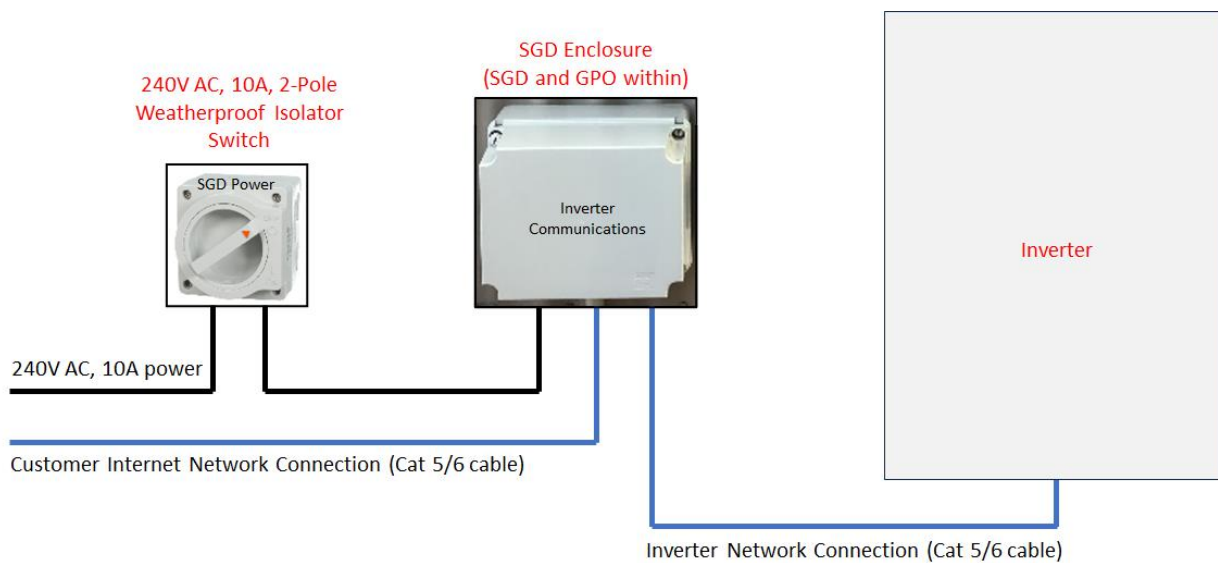 SGD Enclosure
(SGD and GPO within)
240V AC, 10A, 2-Pole
Weatherproof Isolator
Switch
SGD Power
Inverter
Communications
Inverter
240V AC, 10A power
Customer Internet Network Connection (Cat 5/6 cable)
Inverter Network Connection (Cat 5/6 cable)